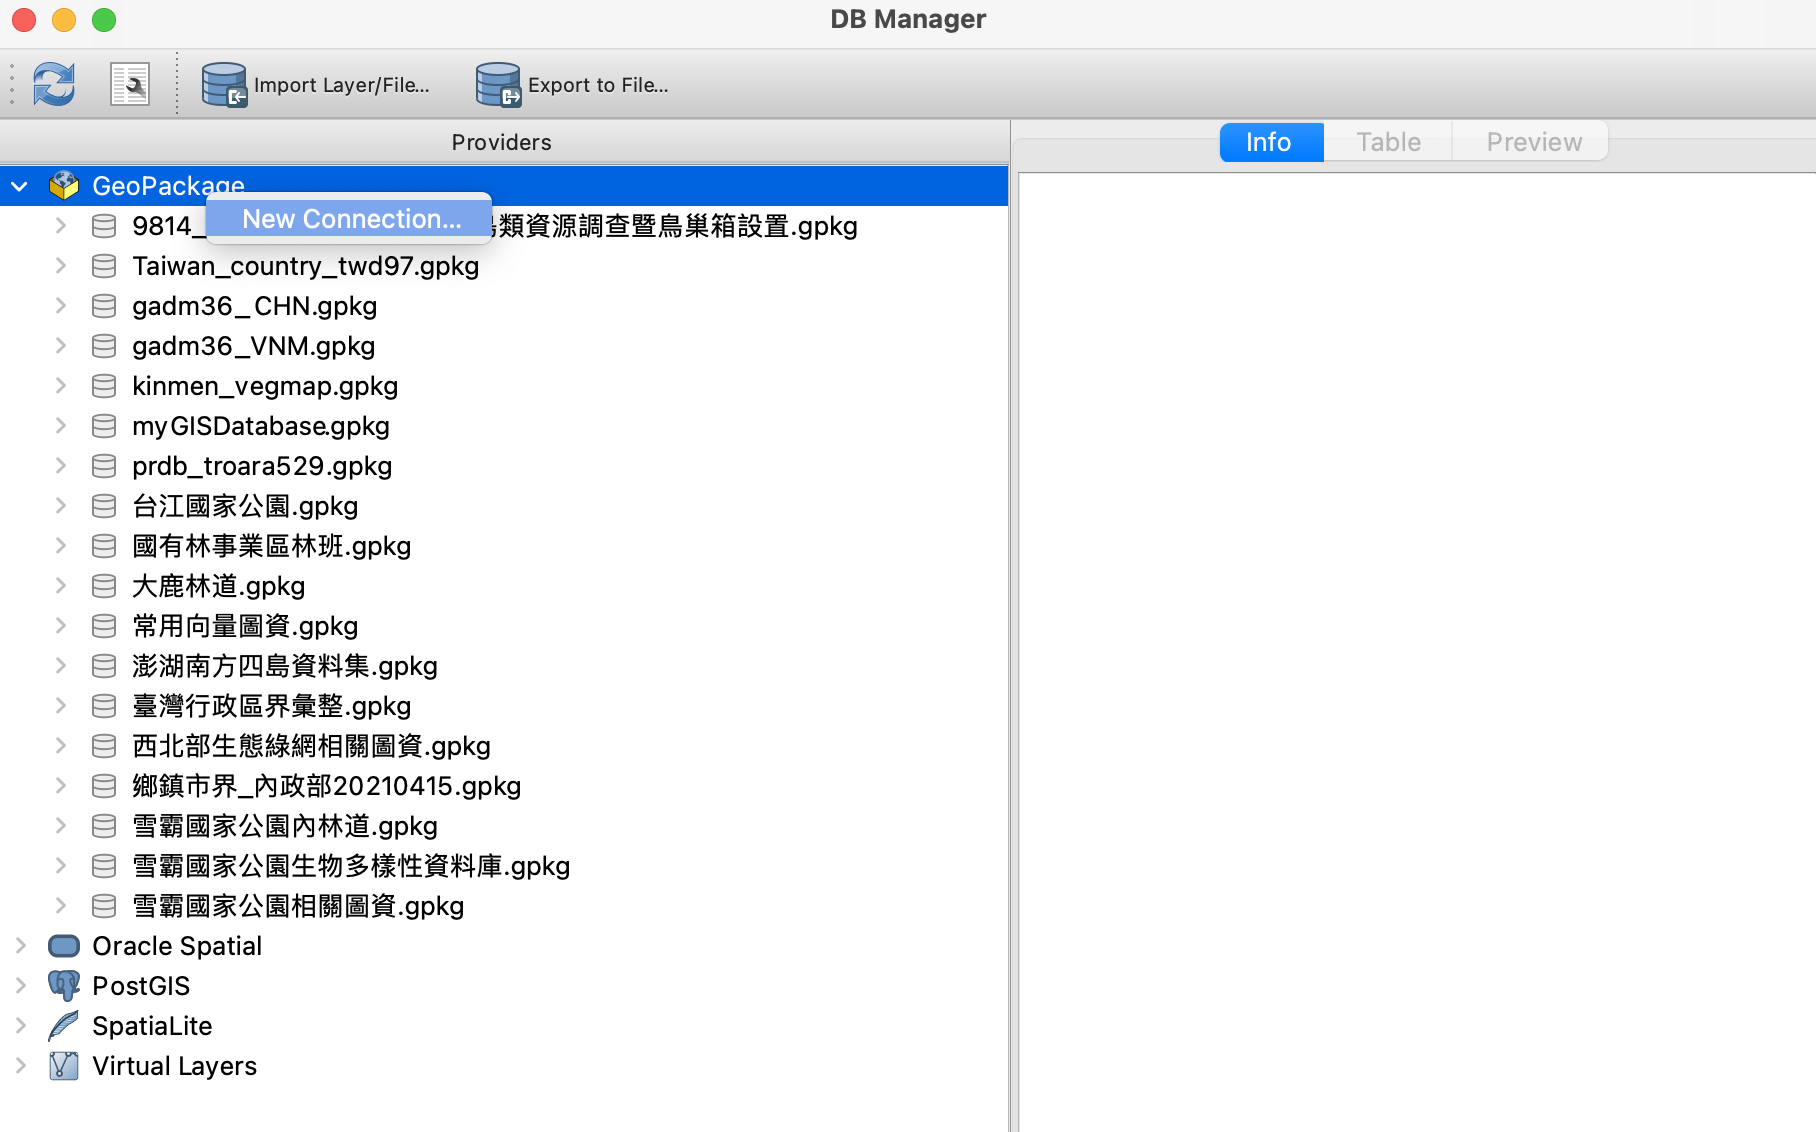 DB Manager
Import Layer/File...
Export to File...
Providers
Info
Table
Preview
GeoPackage
New Connection...
9814_
類資源調查暨鳥巢箱設置.gpkg
Taiwan_country_twd97.gpkg
gadm36_CHN.gpkg
gadm36_VNM.gpkg
kinmen_vegmap.gpkg
myGISDatabase.gpkg
prdb_troara529.gpkg
台江國家公園.gpkg
國有林事業區林班.gpkg
大鹿林道.gpkg
常用向量圖資.gpkg
澎湖南方四島資料集.gpkg
臺灣行政區界彙整.gpkg
西北部生態綠網相關圖資.gpkg
鄉鎮市界_內政部20210415.gpkg
雪霸國家公園內林道.gpkg
雪霸國家公園生物多樣性資料庫.gpkg
雪霸國家公園相關圖資.gpkg
Oracle Spatial
PostGIS
SpatiaLite
Virtual Layers